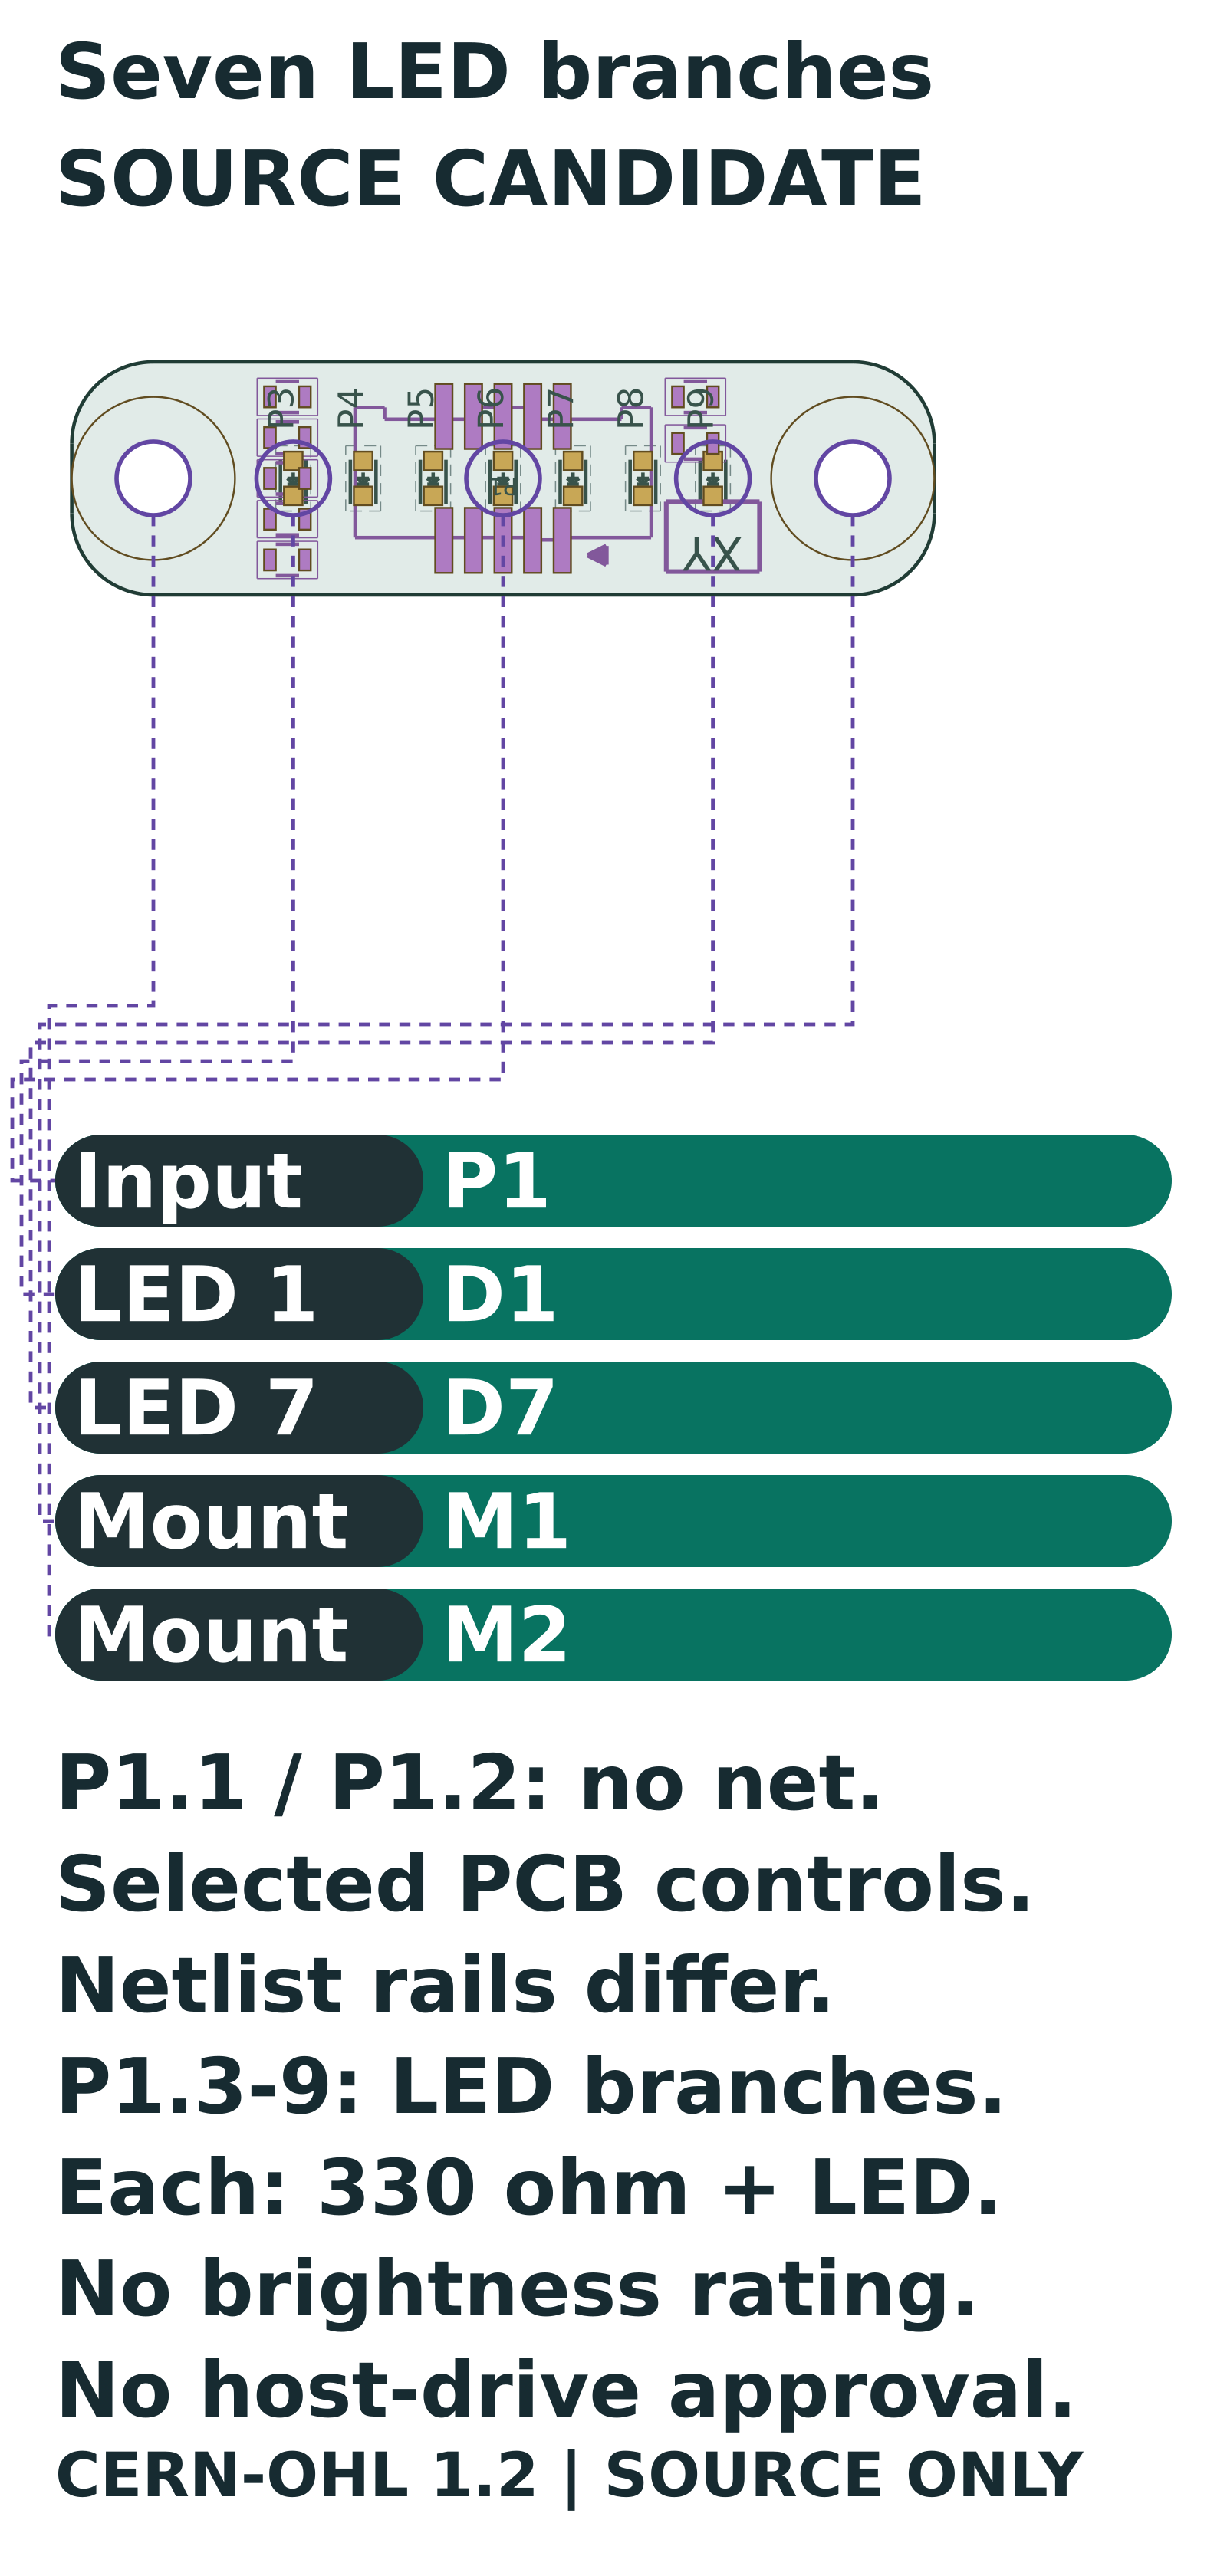 Seven LED branches
SOURCE CANDIDATE
P3 P4 P5 P6 P7 P8 P9
Input P1
LED 1 D1
LED 7 D7
Mount M1
Mount M2
P1.1 / P1.2: no net.
Selected PCB controls.
Netlist rails differ.
P1.3-9: LED branches.
Each: 330 ohm + LED.
No brightness rating.
No host-drive approval.
CERN-OHL 1.2 | SOURCE ONLY